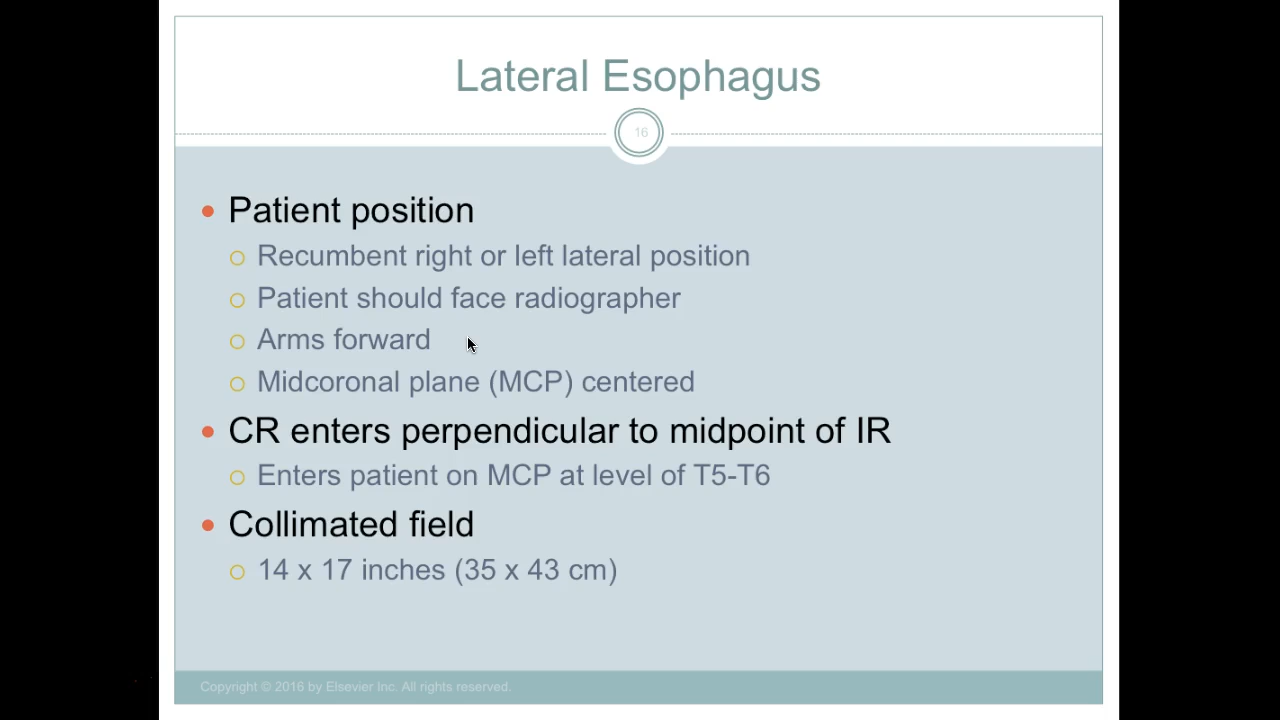 Lateral Esophagus
16
Patient position
Recumbent right or left lateral position
Patient should face radiographer
Arms forward
Midcoronal plane (MCP) centered
CR enters perpendicular to midpoint of IR
Enters patient on MCP at level of T5-T6
Collimated field
14 x 17 inches (35 x 43 cm)
Copyright © 2016 by Elsevier Inc. All rights reserved.